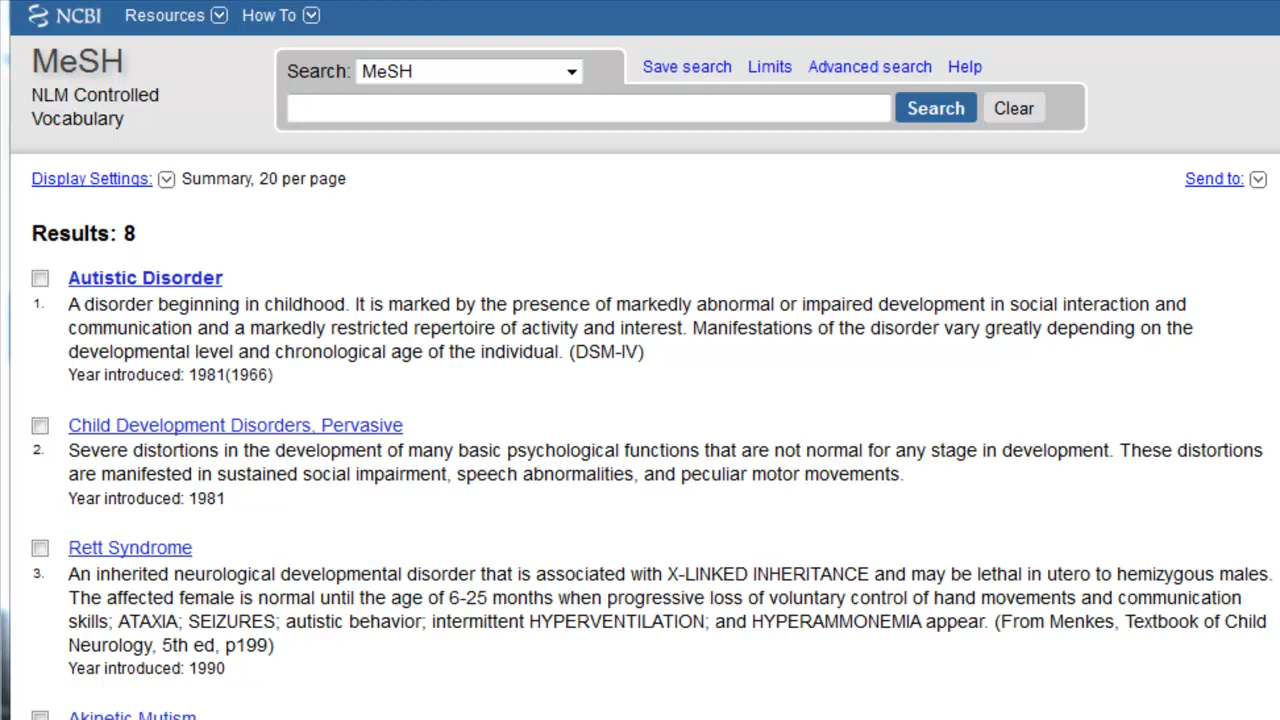 NCBI Resources How To
MeSH
NLM Controlled
Vocabulary
Search: MeSH
Save search Limits Advanced search Help
Search Clear
Display Settings: Summary, 20 per page
Send to:
Results: 8
Autistic Disorder
1. A disorder beginning in childhood. It is marked by the presence of markedly abnormal or impaired development in social interaction and
communication and a markedly restricted repertoire of activity and interest. Manifestations of the disorder vary greatly depending on the
developmental level and chronological age of the individual. (DSM-IV)
Year introduced: 1981(1966)
Child Development Disorders, Pervasive
2. Severe distortions in the development of many basic psychological functions that are not normal for any stage in development. These distortions
are manifested in sustained social impairment, speech abnormalities, and peculiar motor movements.
Year introduced: 1981
Rett Syndrome
3. An inherited neurological developmental disorder that is associated with X-LINKED INHERITANCE and may be lethal in utero to hemizygous males.
The affected female is normal until the age of 6-25 months when progressive loss of voluntary control of hand movements and communication
skills; ATAXIA; SEIZURES; autistic behavior; intermittent HYPERVENTILATION; and HYPERAMMONEMIA appear. (From Menkes, Textbook of Child
Neurology, 5th ed, p199)
Year introduced: 1990
Akinetic Mutism